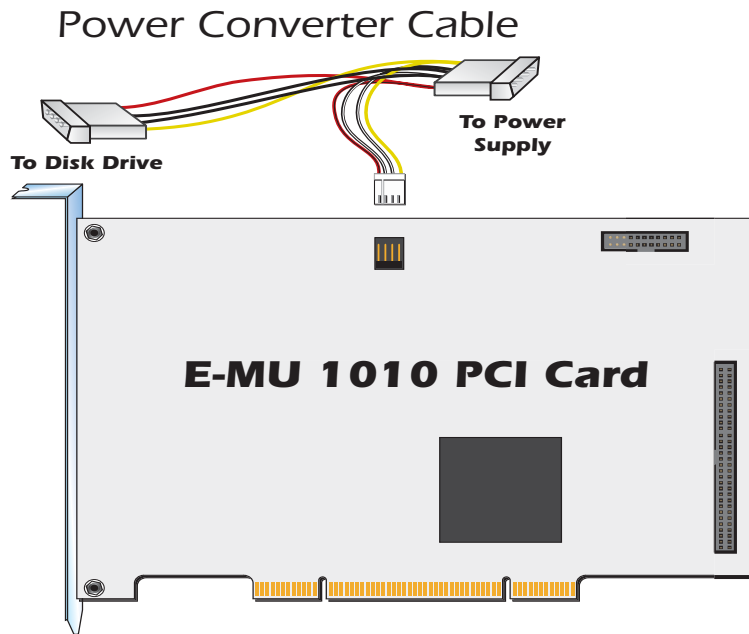 Power Converter Cable
To Power
Supply
To Disk Drive
E-MU 1010 PCI Card